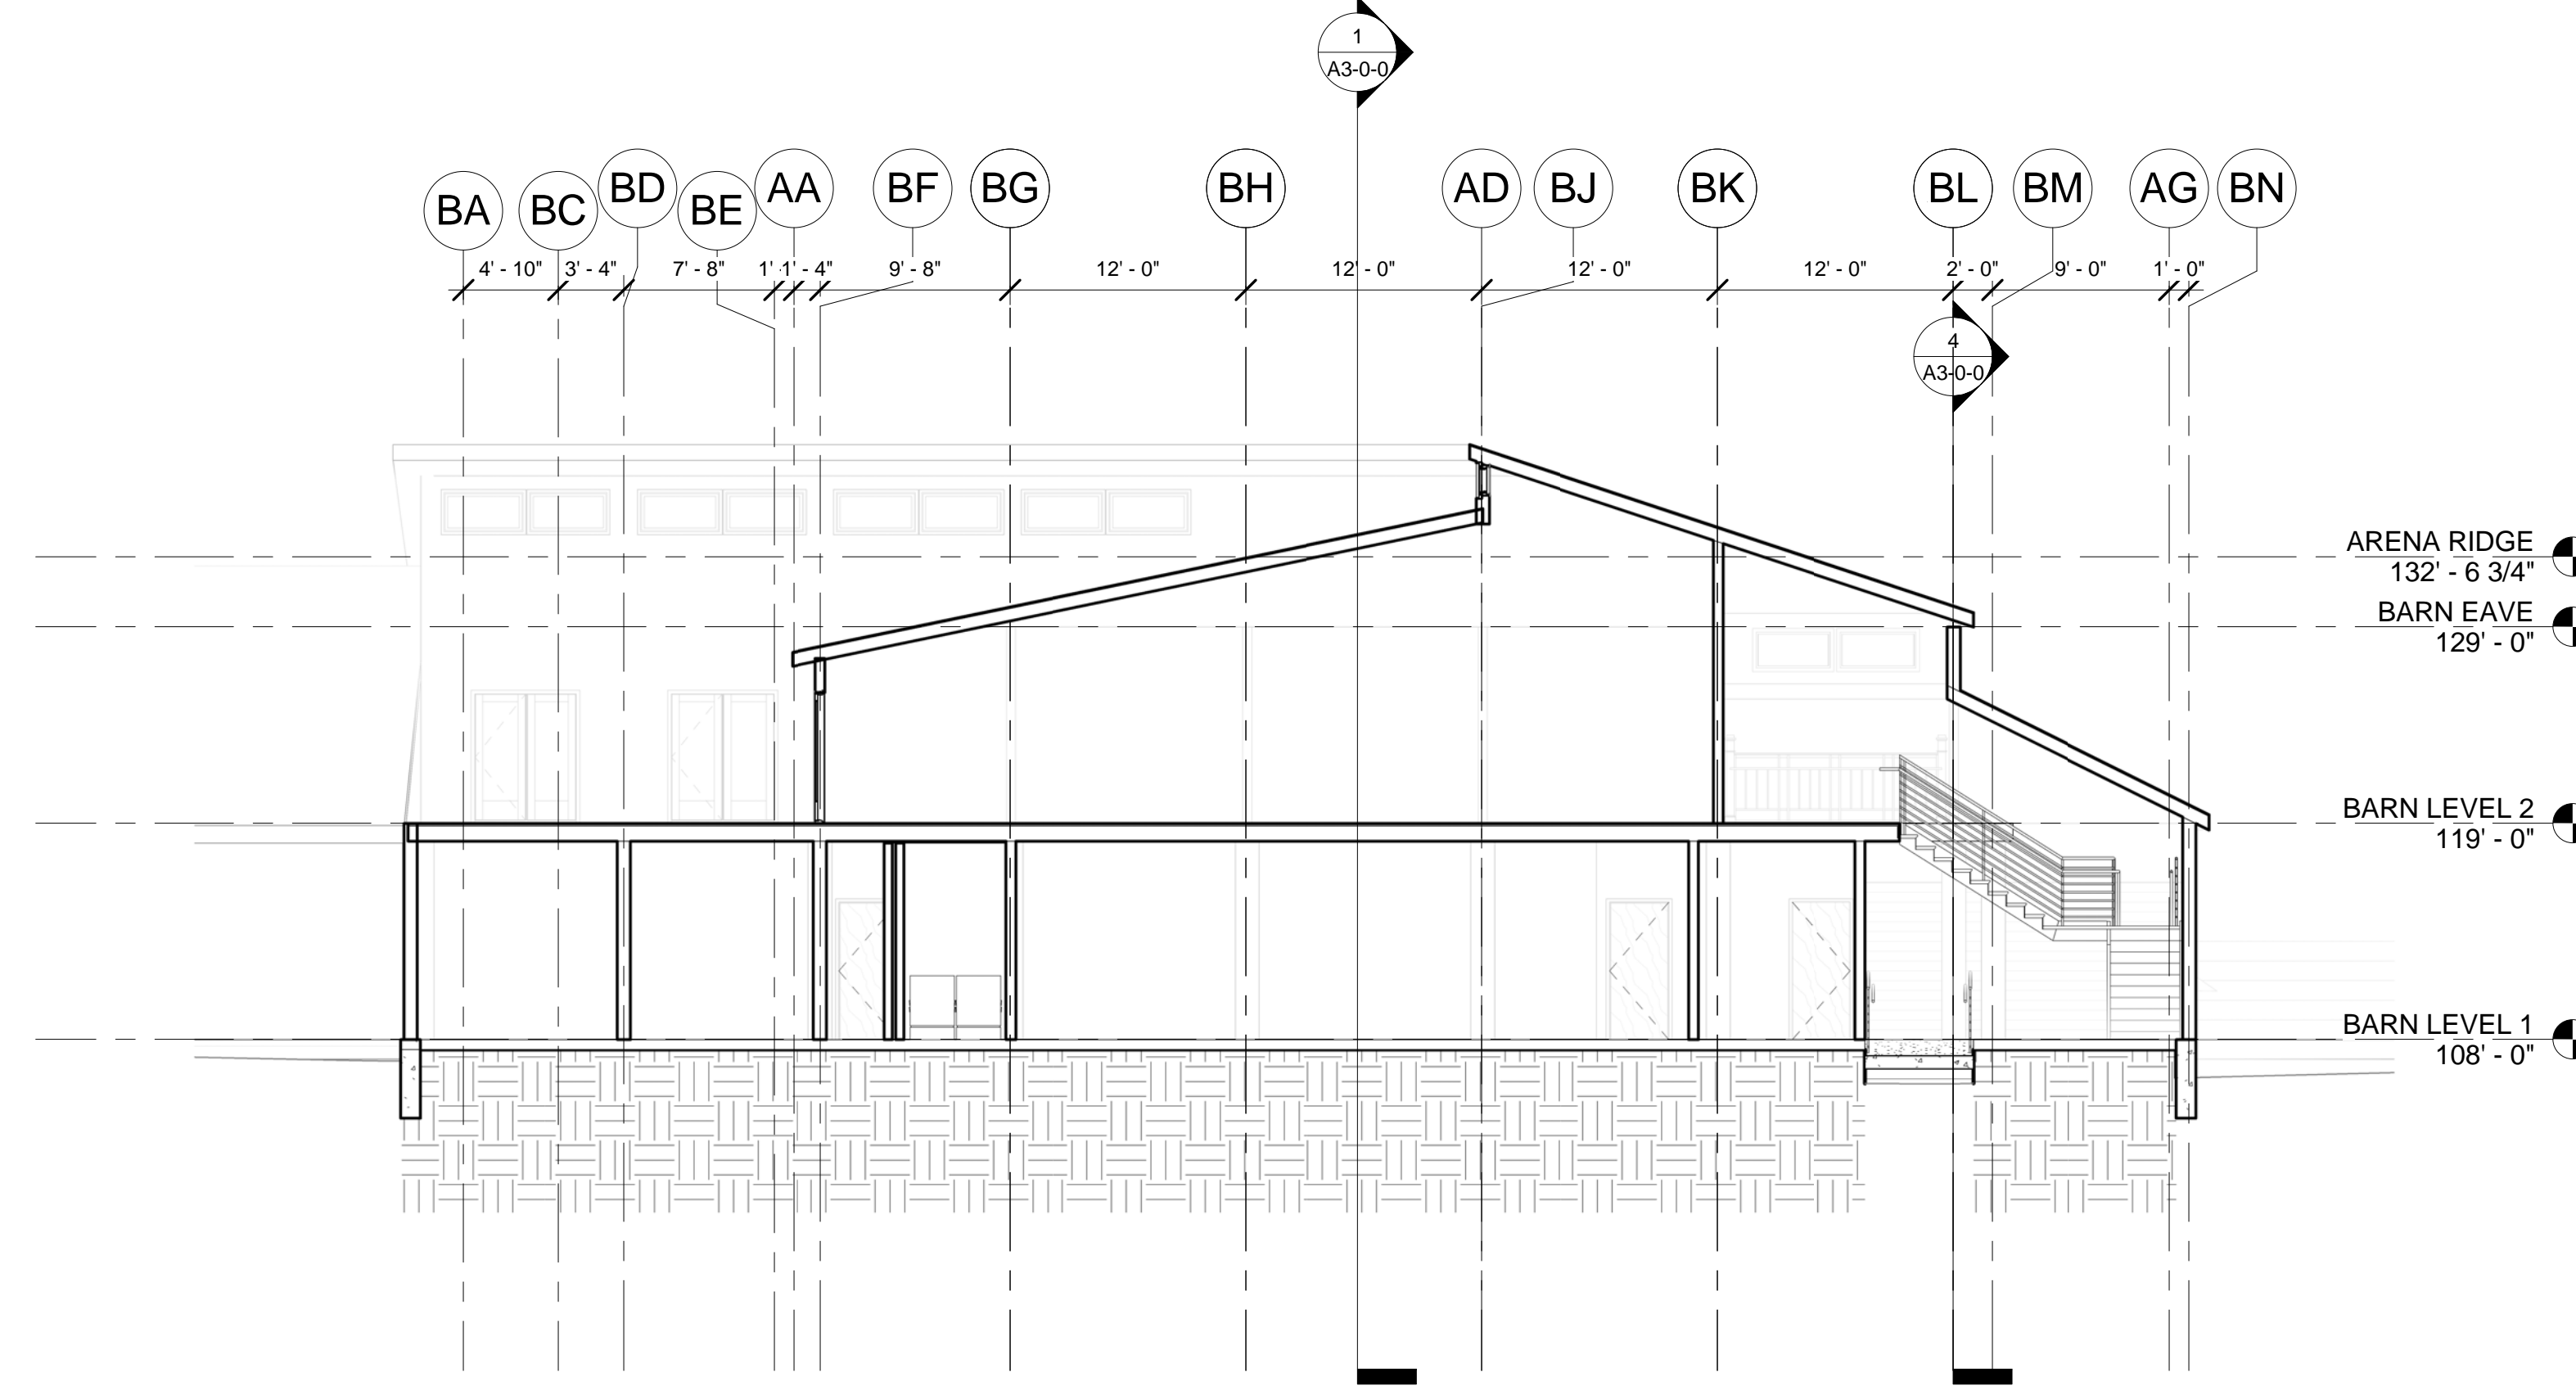 1
A3-0-0
BA
BC
BD
BE
AA
BF
BG
BH
AD
BJ
BK
BL
BM
AG
BN
4' - 10"
3' - 4"
7' - 8"
1' -
1' - 4"
9' - 8"
12' - 0"
12' - 0"
12' - 0"
12' - 0"
2' - 0"
9' - 0"
1' - 0"
4
A3-0-0
ARENA RIDGE
132' - 6 3/4"
BARN EAVE
129' - 0"
BARN LEVEL 2
119' - 0"
BARN LEVEL 1
108' - 0"